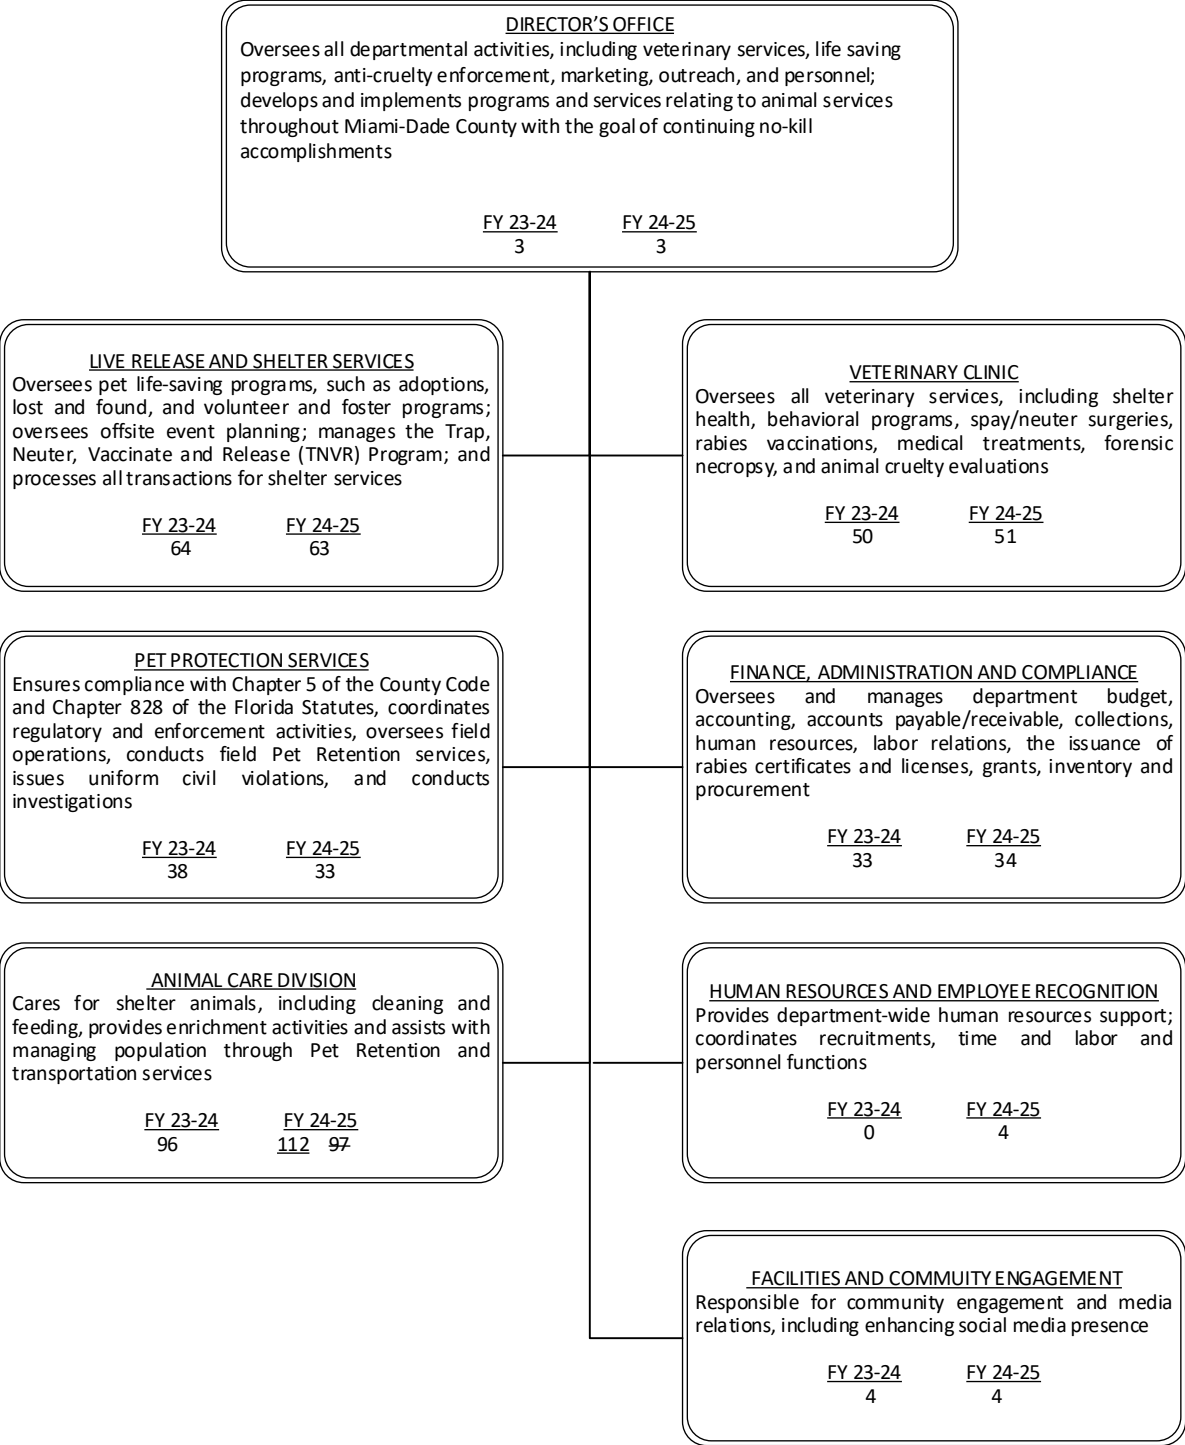 DIRECTOR’S OFFICE
Oversees all departmental activities, including veterinary services, life saving
programs, anti-cruelty enforcement, marketing, outreach, and personnel;
develops and implements programs and services relating to animal services
throughout Miami-Dade County with the goal of continuing no-kill
accomplishments
FY 23-24 FY 24-25
3 3
LIVE RELEASE AND SHELTER SERVICES
Oversees pet life-saving programs, such as adoptions,
lost and found, and volunteer and foster programs;
oversees offsite event planning; manages the Trap,
Neuter, Vaccinate and Release (TNVR) Program; and
processes all transactions for shelter services
FY 23-24 FY 24-25
64 63
VETERINARY CLINIC
Oversees all veterinary services, including shelter
health, behavioral programs, spay/neuter surgeries,
rabies vaccinations, medical treatments, forensic
necropsy, and animal cruelty evaluations
FY 23-24 FY 24-25
50 51
PET PROTECTION SERVICES
Ensures compliance with Chapter 5 of the County Code
and Chapter 828 of the Florida Statutes, coordinates
regulatory and enforcement activities, oversees field
operations, conducts field Pet Retention services,
issues uniform civil violations, and conducts
investigations
FY 23-24 FY 24-25
38 33
FINANCE, ADMINISTRATION AND COMPLIANCE
Oversees and manages department budget,
accounting, accounts payable/receivable, collections,
human resources, labor relations, the issuance of
rabies certificates and licenses, grants, inventory and
procurement
FY 23-24 FY 24-25
33 34
ANIMAL CARE DIVISION
Cares for shelter animals, including cleaning and
feeding, provides enrichment activities and assists with
managing population through Pet Retention and
transportation services
FY 23-24 FY 24-25
96 112 97
HUMAN RESOURCES AND EMPLOYEE RECOGNITION
Provides department-wide human resources support;
coordinates recruitments, time and labor and
personnel functions
FY 23-24 FY 24-25
0 4
FACILITIES AND COMMUITY ENGAGEMENT
Responsible for community engagement and media
relations, including enhancing social media presence
FY 23-24 FY 24-25
4 4